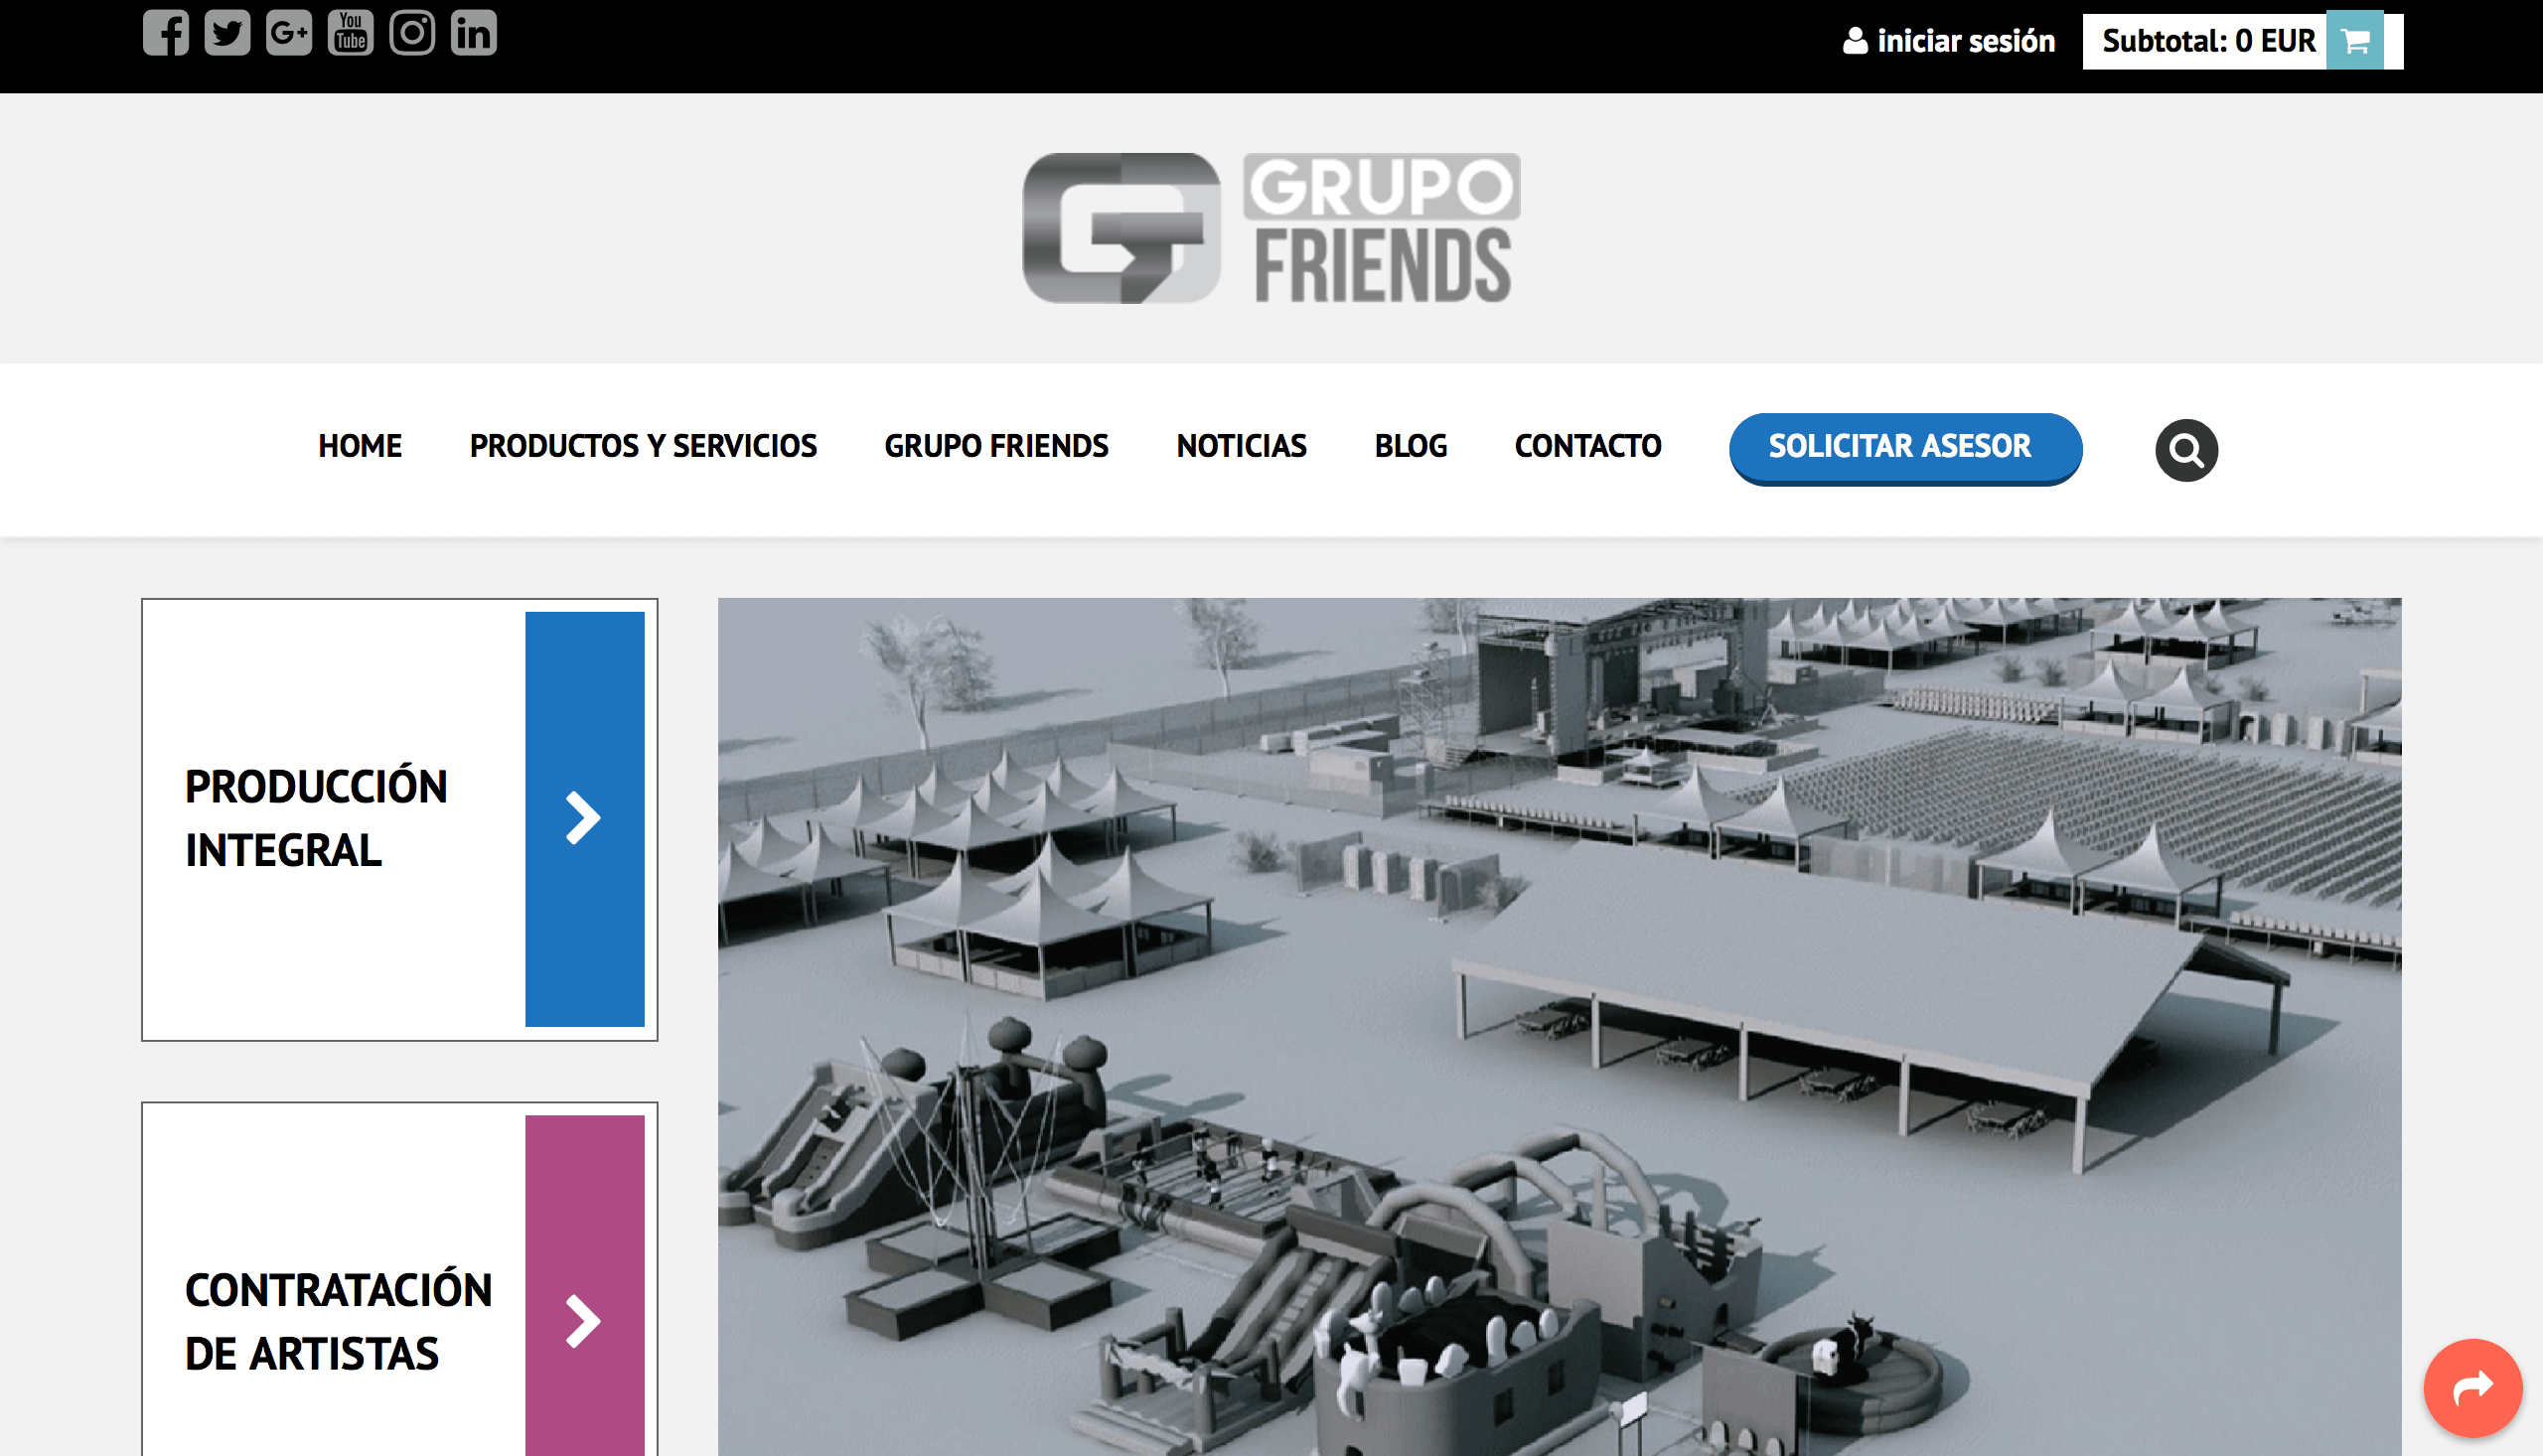 You
Tube
iniciar sesión
Subtotal: 0 EUR
GRUPO
FRIENDS
HOME
PRODUCTOS Y SERVICIOS
GRUPO FRIENDS
NOTICIAS
BLOG
CONTACTO
SOLICITAR ASESOR
PRODUCCIÓN
INTEGRAL
CONTRATACIÓN
DE ARTISTAS